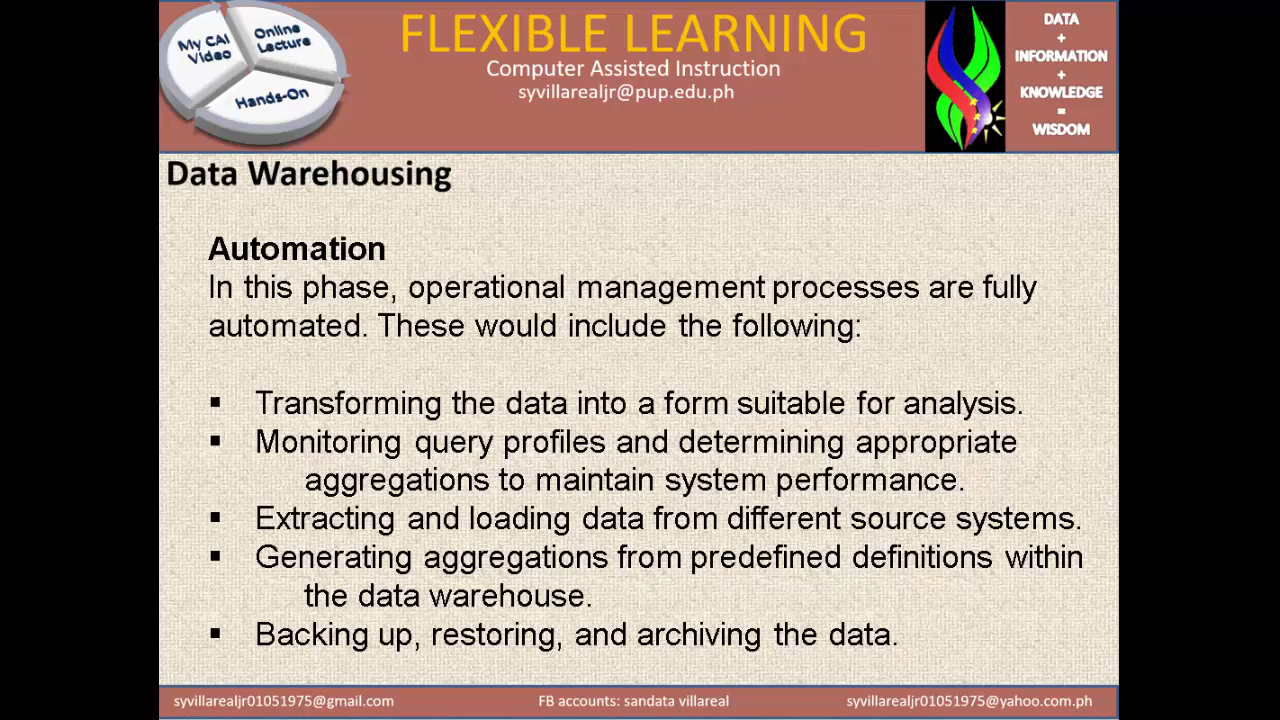 My CAI
Video
Online
Lecture
Hands-On
FLEXIBLE LEARNING
Computer Assisted Instruction
syvillarealjr@pup.edu.ph
DATA
+
INFORMATION
+
KNOWLEDGE
=
WISDOM
Data Warehousing
Automation
In this phase, operational management processes are fully
automated. These would include the following:
▪ Transforming the data into a form suitable for analysis.
▪ Monitoring query profiles and determining appropriate
aggregations to maintain system performance.
▪ Extracting and loading data from different source systems.
▪ Generating aggregations from predefined definitions within
the data warehouse.
▪ Backing up, restoring, and archiving the data.
syvillarealjr01051975@gmail.com
FB accounts: sandata villareal
syvillarealjr01051975@yahoo.com.ph